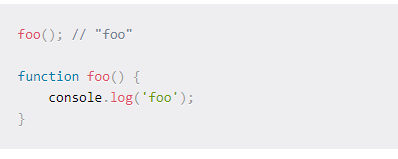 foo(); // "foo"
function foo() {
    console.log('foo');
}